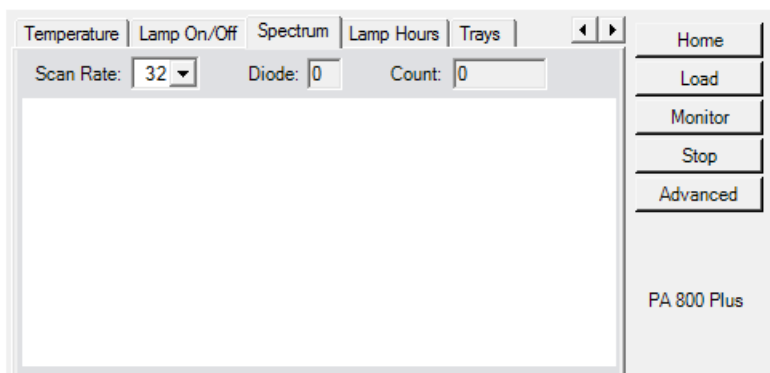 Temperature Lamp On/Off Spectrum Lamp Hours Trays
Scan Rate: 32 Diode: 0 Count: 0
Home
Load
Monitor
Stop
Advanced
PA 800 Plus